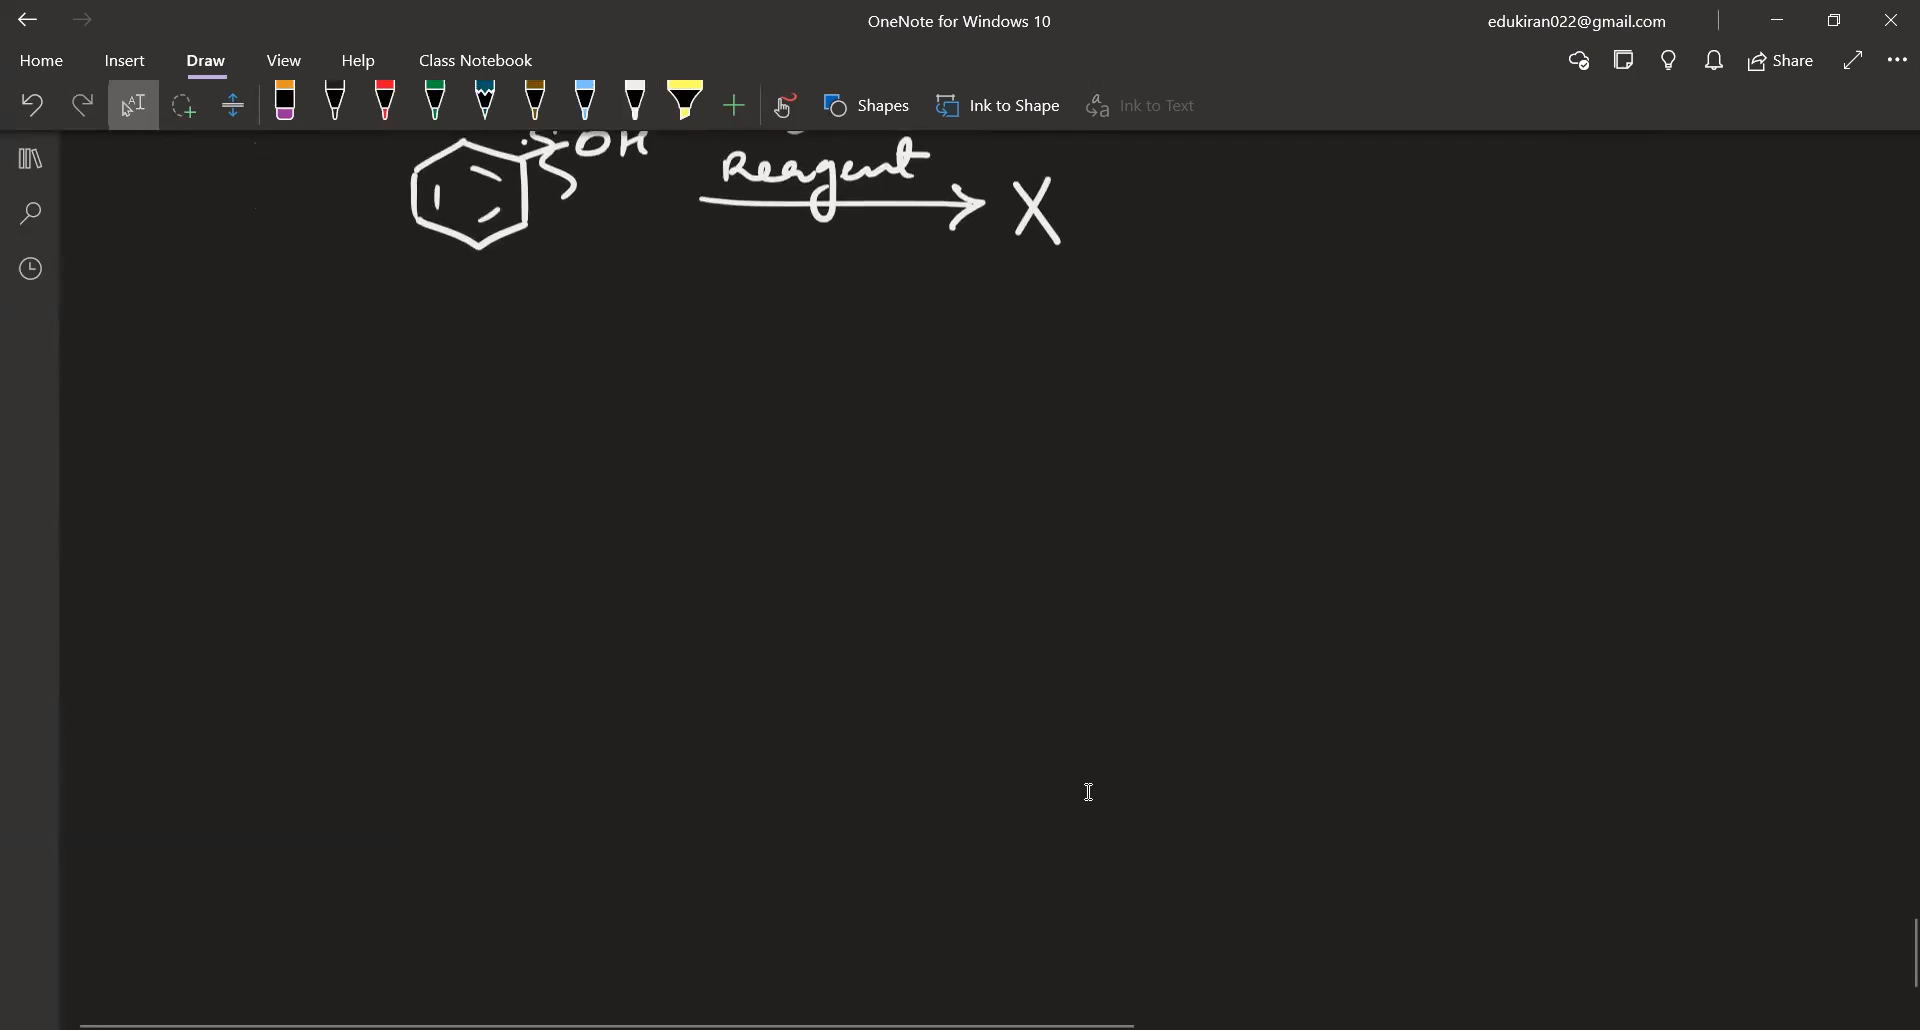 OneNote for Windows 10
edukiran022@gmail.com
Home Insert Draw View Help Class Notebook
Share
Shapes Ink to Shape Ink to Text
OH
Reagent
X